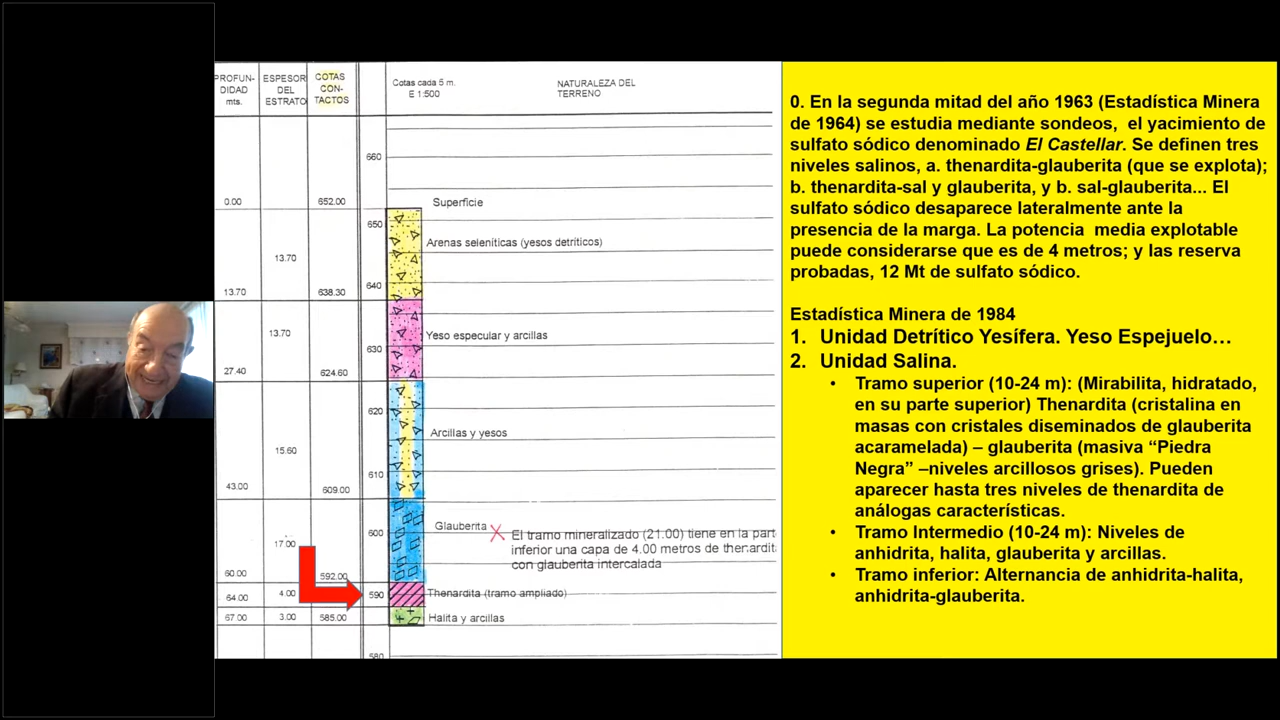 PROFUN-
DIDAD
mts.
ESPESOR
DEL
ESTRATO
COTAS
CON-
TACTOS
Cotas cada 5 m.
E 1:500
NATURALEZA DEL
TERRENO
660
0.00
652.00
Superficie
650
Arenas seleníticas (yesos detríticos)
13.70
640
13.70
638.30
13.70
Yeso especular y arcillas
630
27.40
624.60
620
Arcillas y yesos
15.60
610
43.00
609.00
Glauberita
600
El tramo mineralizado (21.00) tiene en la part
inferior una capa de 4.00 metros de thenardit
con glauberita intercalada
17.00
60.00
592.00
64.00
4.00
590
Thenardita (tramo ampliado)
67.00
3.00
585.00
Halita y arcillas
580
0. En la segunda mitad del año 1963 (Estadística Minera
de 1964) se estudia mediante sondeos, el yacimiento de
sulfato sódico denominado El Castellar. Se definen tres
niveles salinos, a. thenardita-glauberita (que se explota);
b. thenardita-sal y glauberita, y b. sal-glauberita... El
sulfato sódico desaparece lateralmente ante la
presencia de la marga. La potencia media explotable
puede considerarse que es de 4 metros; y las reserva
probadas, 12 Mt de sulfato sódico.
Estadística Minera de 1984
1. Unidad Detrítico Yesífera. Yeso Espejuelo…
2. Unidad Salina.
• Tramo superior (10-24 m): (Mirabilita, hidratado,
en su parte superior) Thenardita (cristalina en
masas con cristales diseminados de glauberita
acaramelada) – glauberita (masiva “Piedra
Negra” –niveles arcillosos grises). Pueden
aparecer hasta tres niveles de thenardita de
análogas características.
• Tramo Intermedio (10-24 m): Niveles de
anhidrita, halita, glauberita y arcillas.
• Tramo inferior: Alternancia de anhidrita-halita,
anhidrita-glauberita.